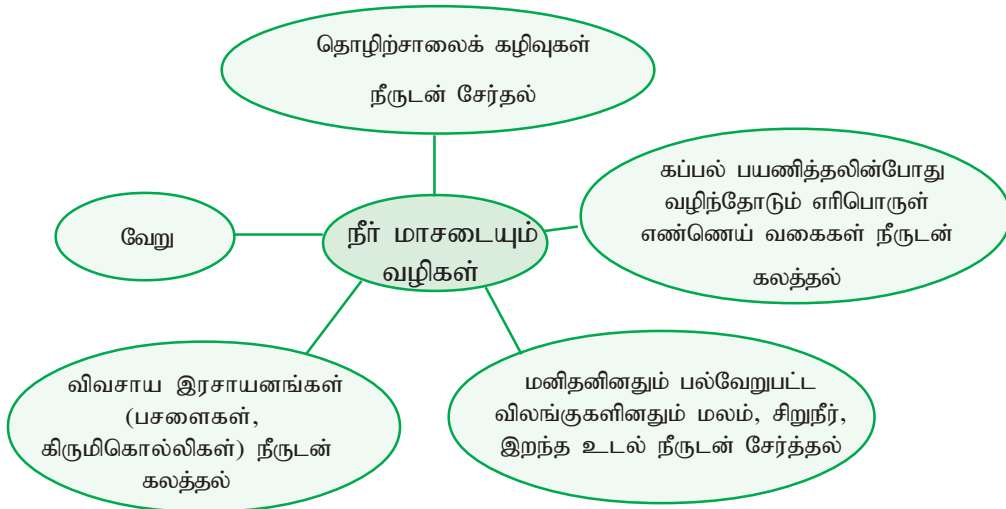 தொழிற்சாலைக் கழிவுகள்
நீருடன் சேர்தல்
கப்பல் பயணித்தலின்போது
வழிந்தோடும் எரிபொருள்
எண்ணெய் வகைகள் நீருடன்
கலத்தல்
வேறு
நீர் மாசடையும்
வழிகள்
விவசாய இரசாயனங்கள்
(பசளைகள்,
கிருமிகொல்லிகள்) நீருடன்
கலத்தல்
மனிதனினதும் பல்வேறுபட்ட
விலங்குகளினதும் மலம், சிறுநீர்,
இறந்த உடல் நீருடன் சேர்த்தல்